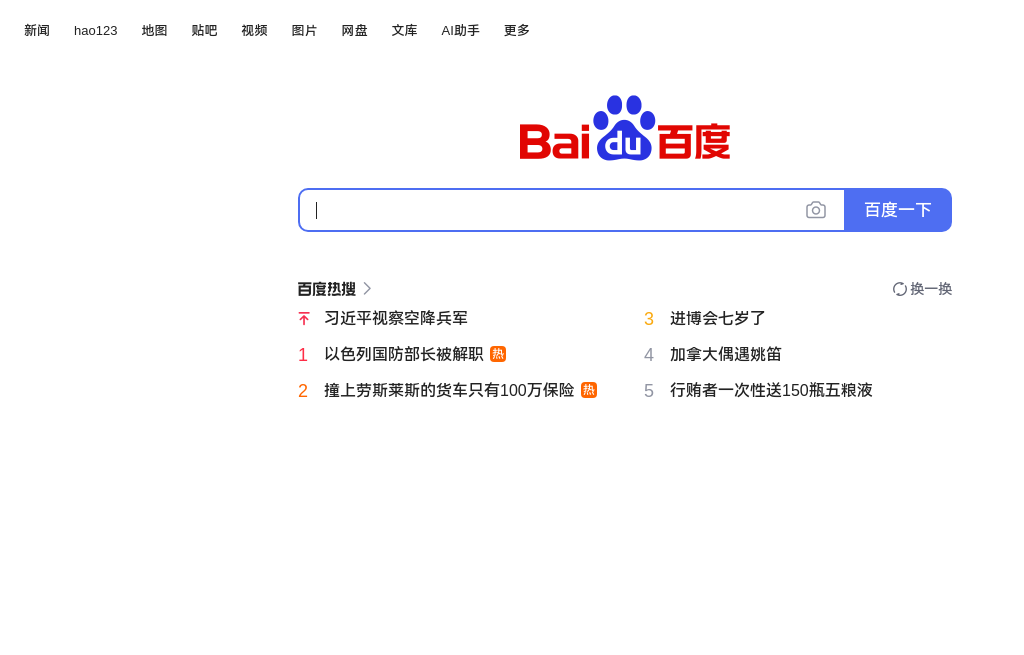 新闻 hao123 地图 贴吧 视频 图片 网盘 文库 AI助手 更多
Bai du 百度
百度一下
百度热搜 换一换
习近平视察空降兵军
1 以色列国防部长被解职 热
2 撞上劳斯莱斯的货车只有100万保险 热
3 进博会七岁了
4 加拿大偶遇姚笛
5 行贿者一次性送150瓶五粮液